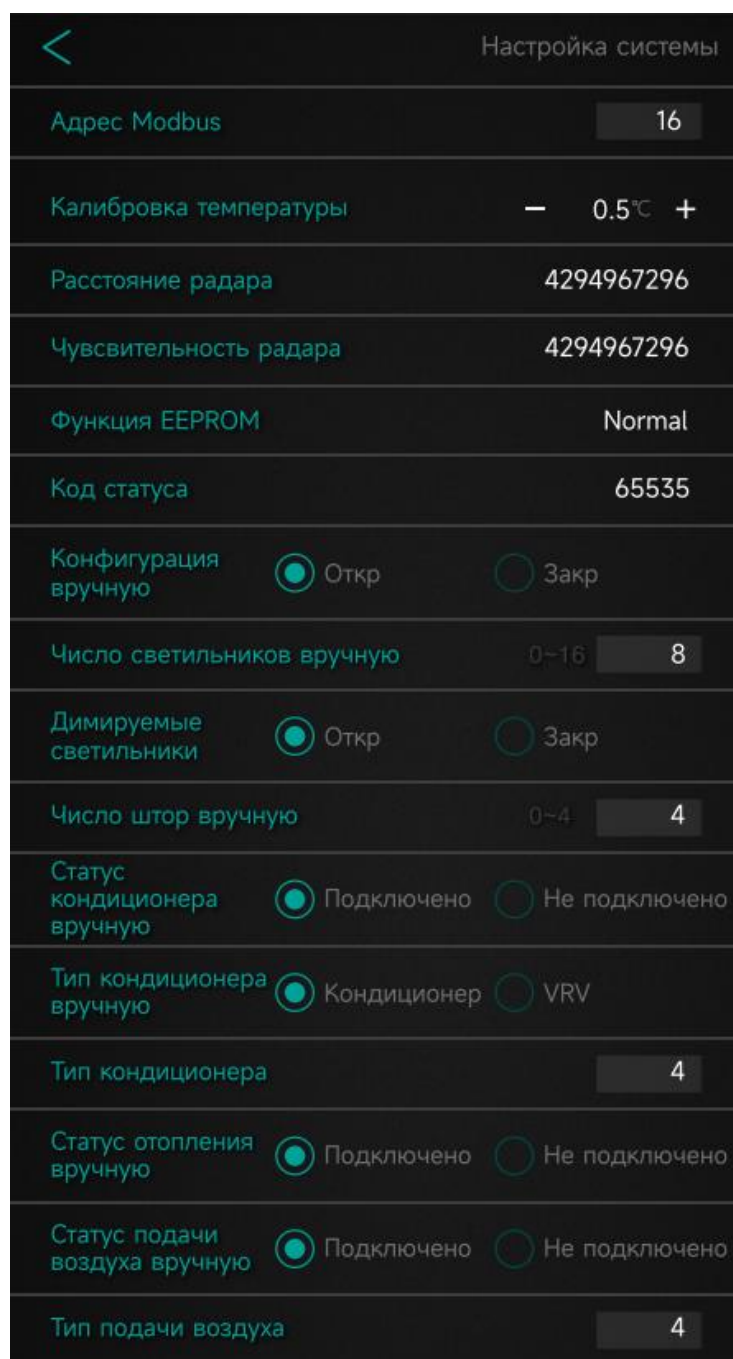 Настройка системы
Адрес Modbus 16
Калибровка температуры − 0.5℃ +
Расстояние радара 4294967296
Чувсвительность радара 4294967296
Функция EEPROM Normal
Код статуса 65535
Конфигурация
вручную Откр Закр
Число светильников вручную 0~16 8
Димируемые
светильники Откр Закр
Число штор вручную 0~4 4
Статус
кондиционера Подключено Не подключено
вручную
Тип кондиционера
вручную Кондиционер VRV
Тип кондиционера 4
Статус отопления
вручную Подключено Не подключено
Статус подачи
воздуха вручную Подключено Не подключено
Тип подачи воздуха 4